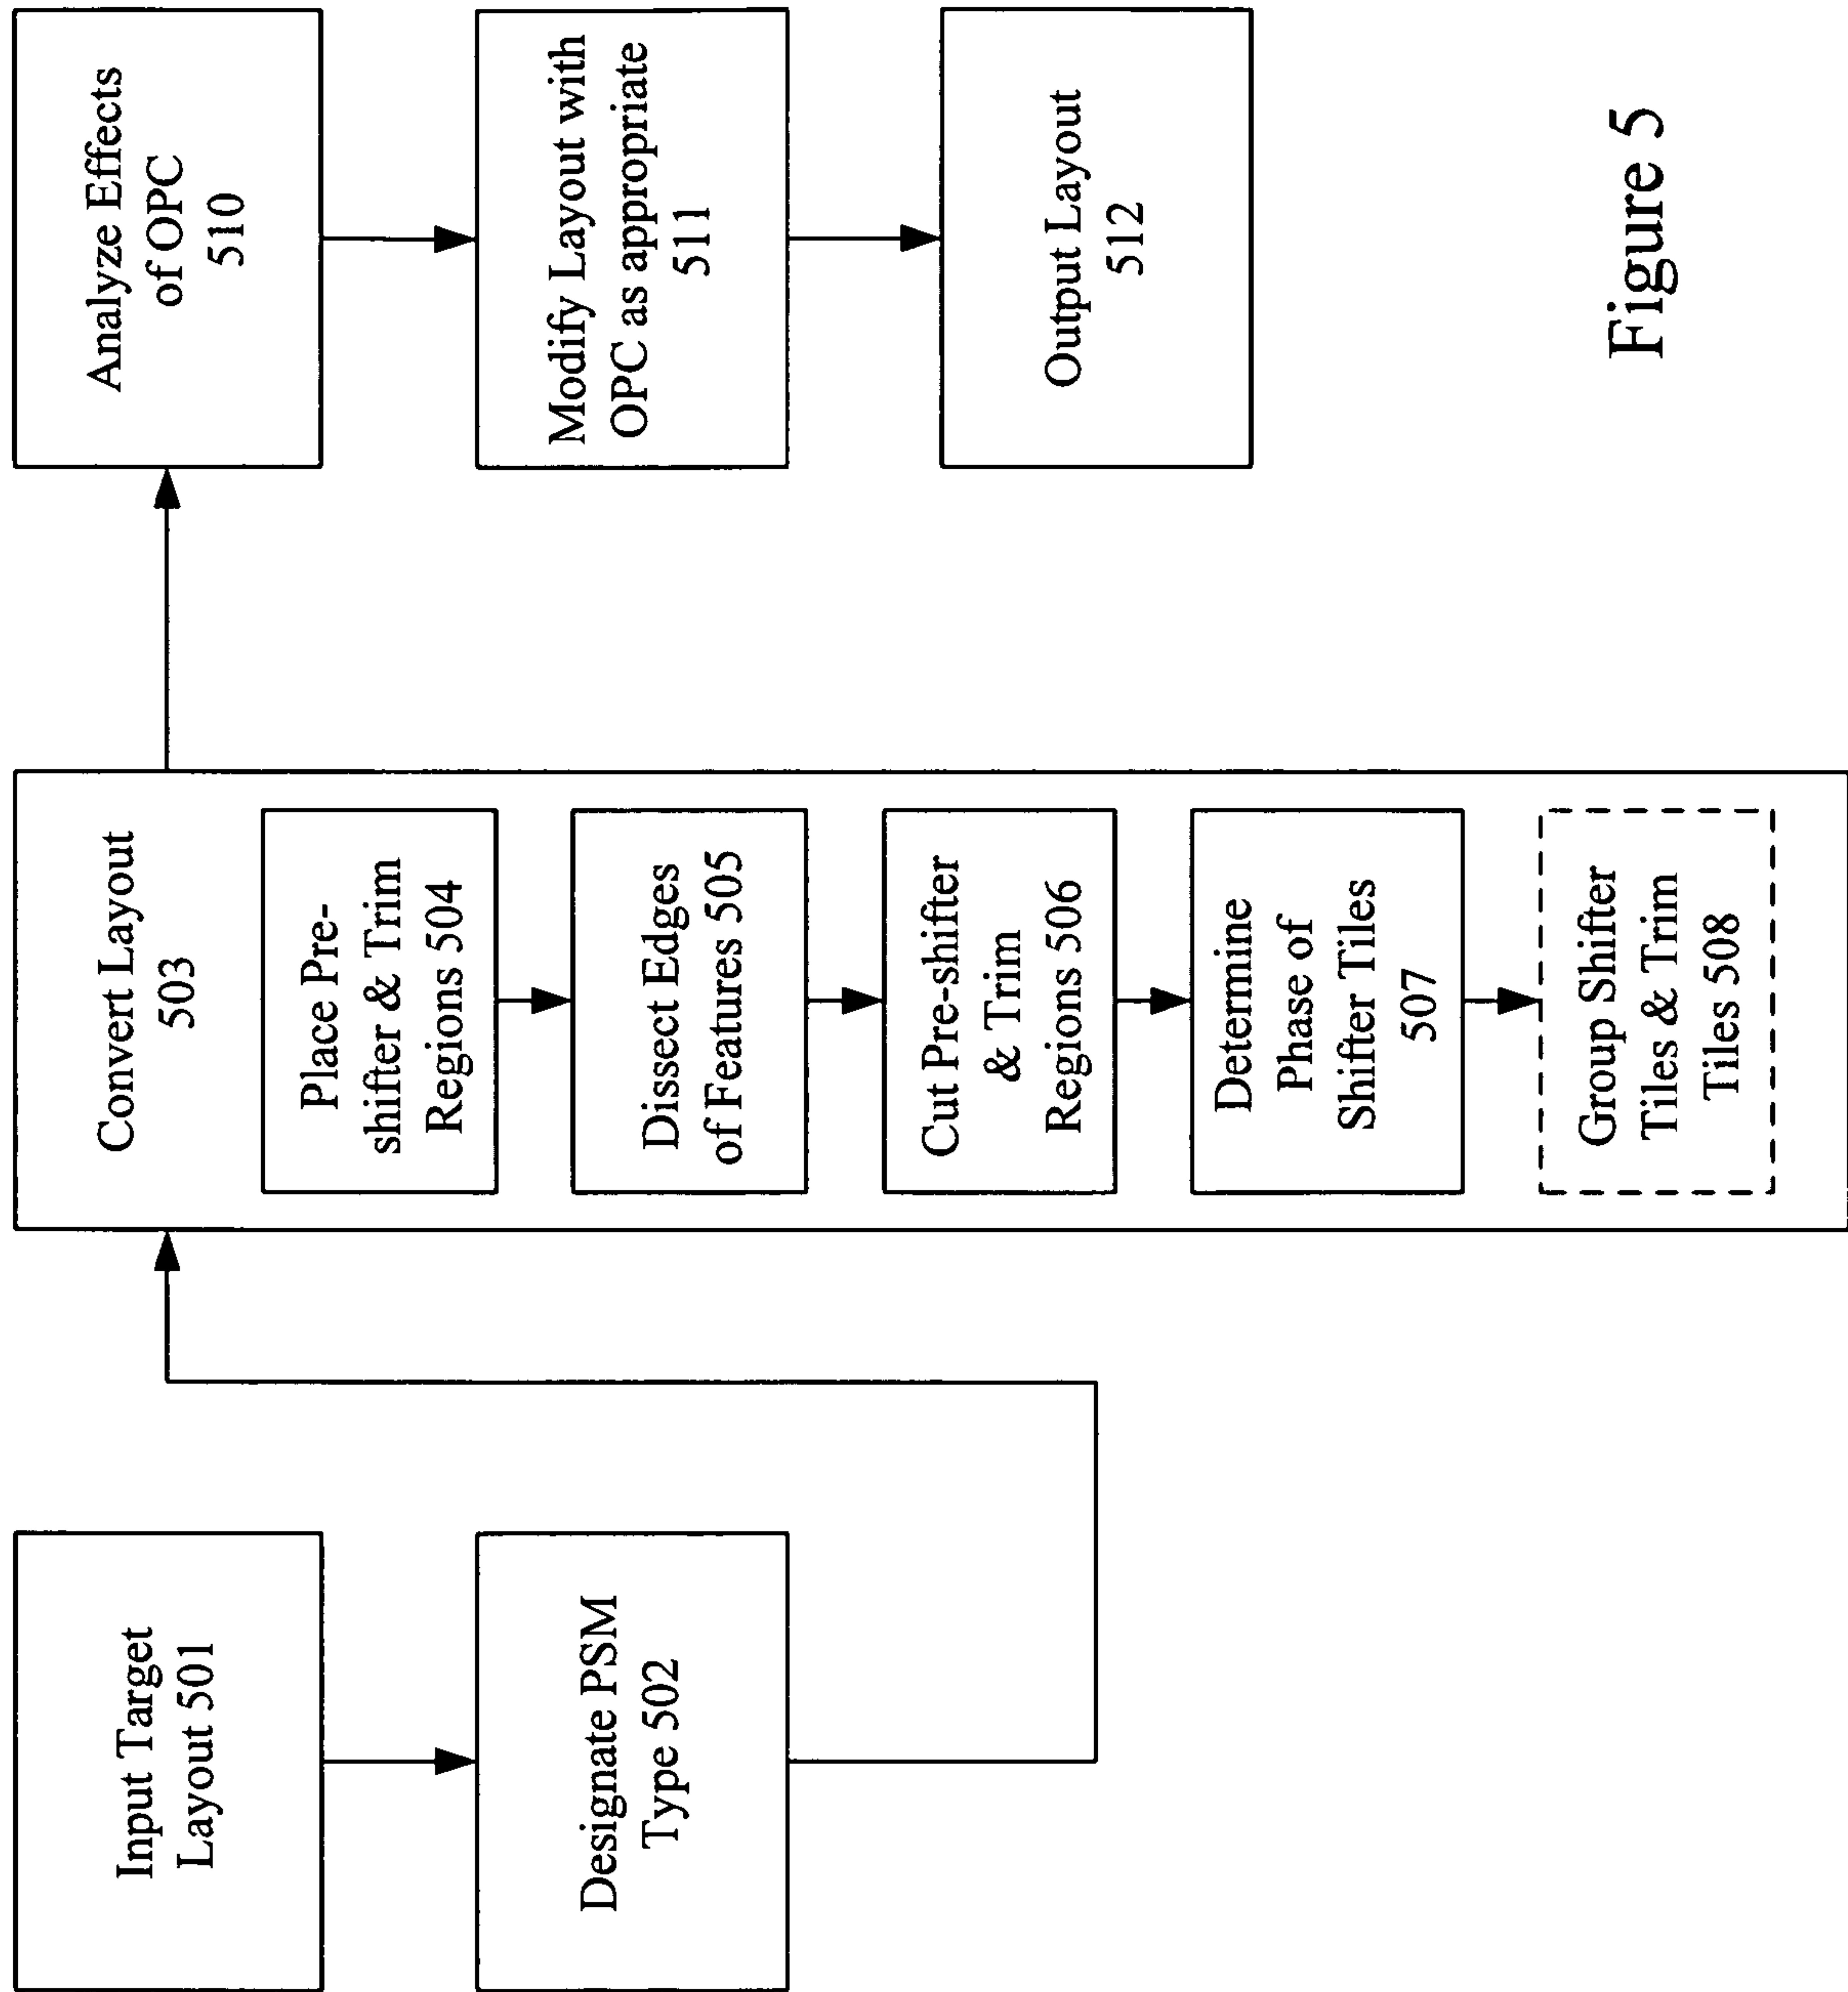 Input Target
Layout 501
Designate PSM
Type 502
Convert Layout
503
Place Pre-
shifter & Trim
Regions 504
Dissect Edges
of Features 505
Cut Pre-shifter
& Trim
Regions 506
Determine
Phase of
Shifter Tiles
507
Group Shifter
Tiles & Trim
Tiles 508
Analyze Effects
of OPC
510
Modify Layout with
OPC as appropriate
511
Output Layout
512
Figure 5